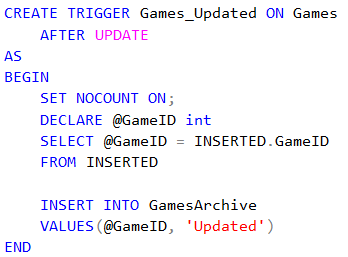 CREATE TRIGGER Games_Updated ON Games
    AFTER UPDATE
AS
BEGIN
    SET NOCOUNT ON;
    DECLARE @GameID int
    SELECT @GameID = INSERTED.GameID
    FROM INSERTED

    INSERT INTO GamesArchive
    VALUES(@GameID, 'Updated')
END